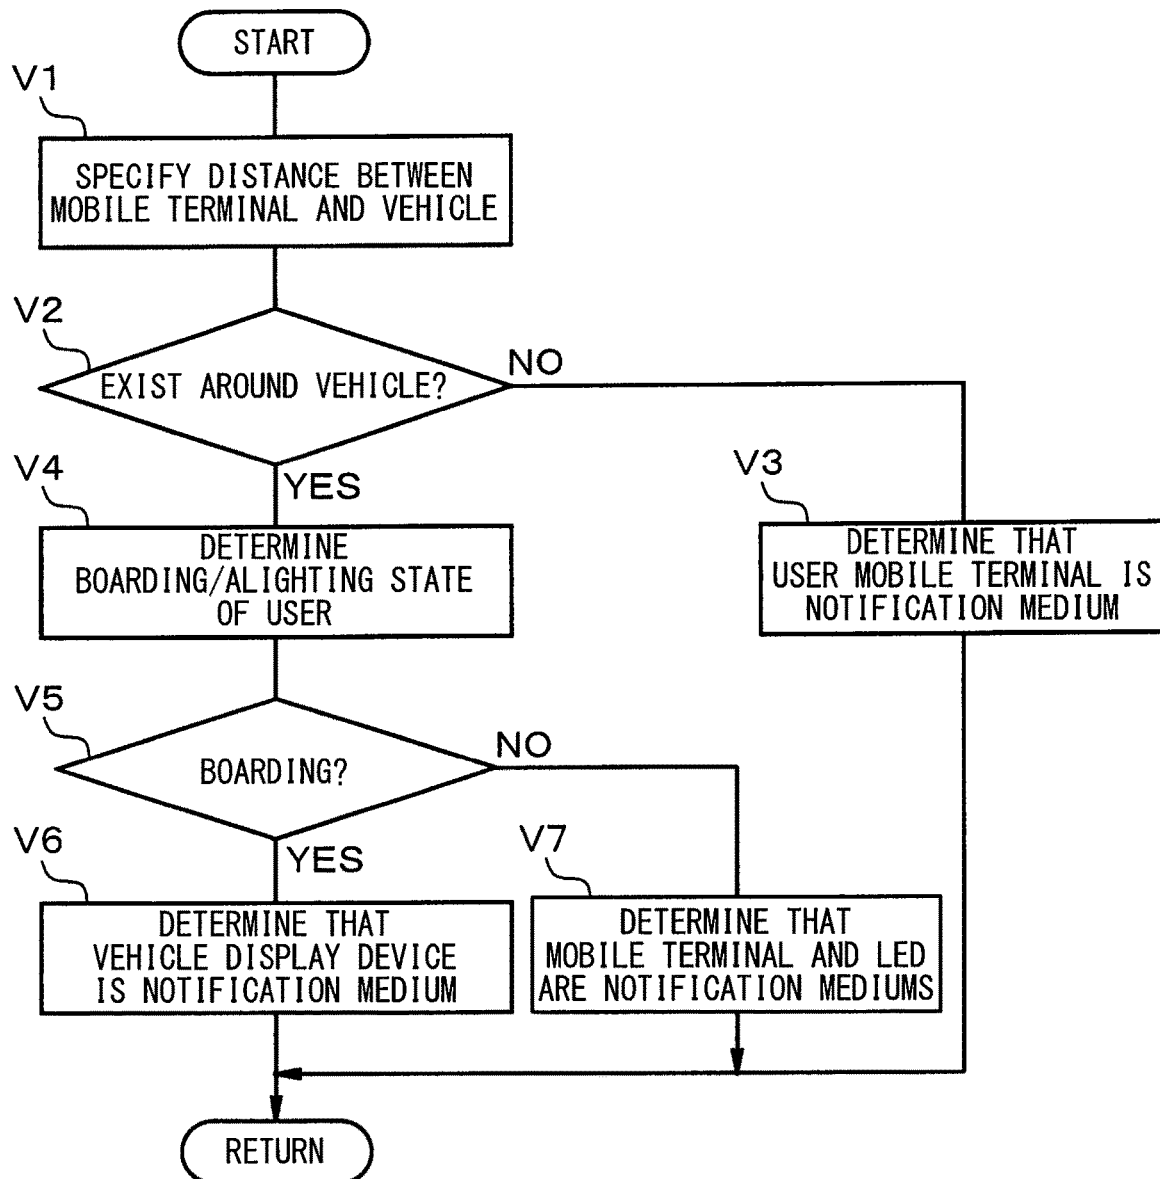 START
V1
SPECIFY DISTANCE BETWEEN
MOBILE TERMINAL AND VEHICLE
V2
EXIST AROUND VEHICLE?
NO
YES
V4
DETERMINE
BOARDING/ALIGHTING STATE
OF USER
V3
DETERMINE THAT
USER MOBILE TERMINAL IS
NOTIFICATION MEDIUM
V5
BOARDING?
NO
YES
V6
DETERMINE THAT
VEHICLE DISPLAY DEVICE
IS NOTIFICATION MEDIUM
V7
DETERMINE THAT
MOBILE TERMINAL AND LED
ARE NOTIFICATION MEDIUMS
RETURN